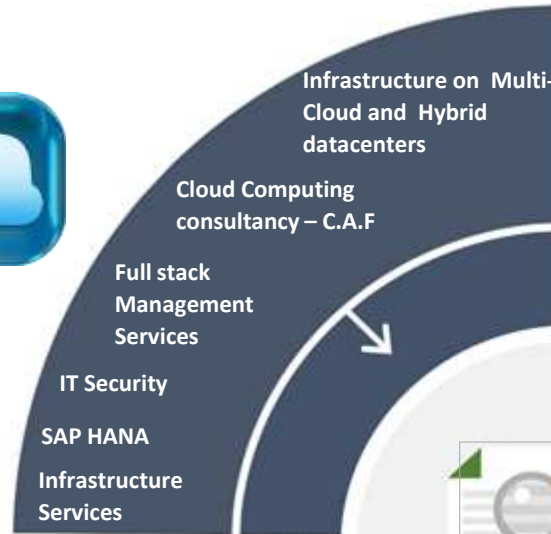 Infrastructure on Multi-
Cloud and Hybrid
datacenters
Cloud Computing
consultancy – C.A.F
Full stack
Management
Services
IT Security
SAP HANA
Infrastructure
Services